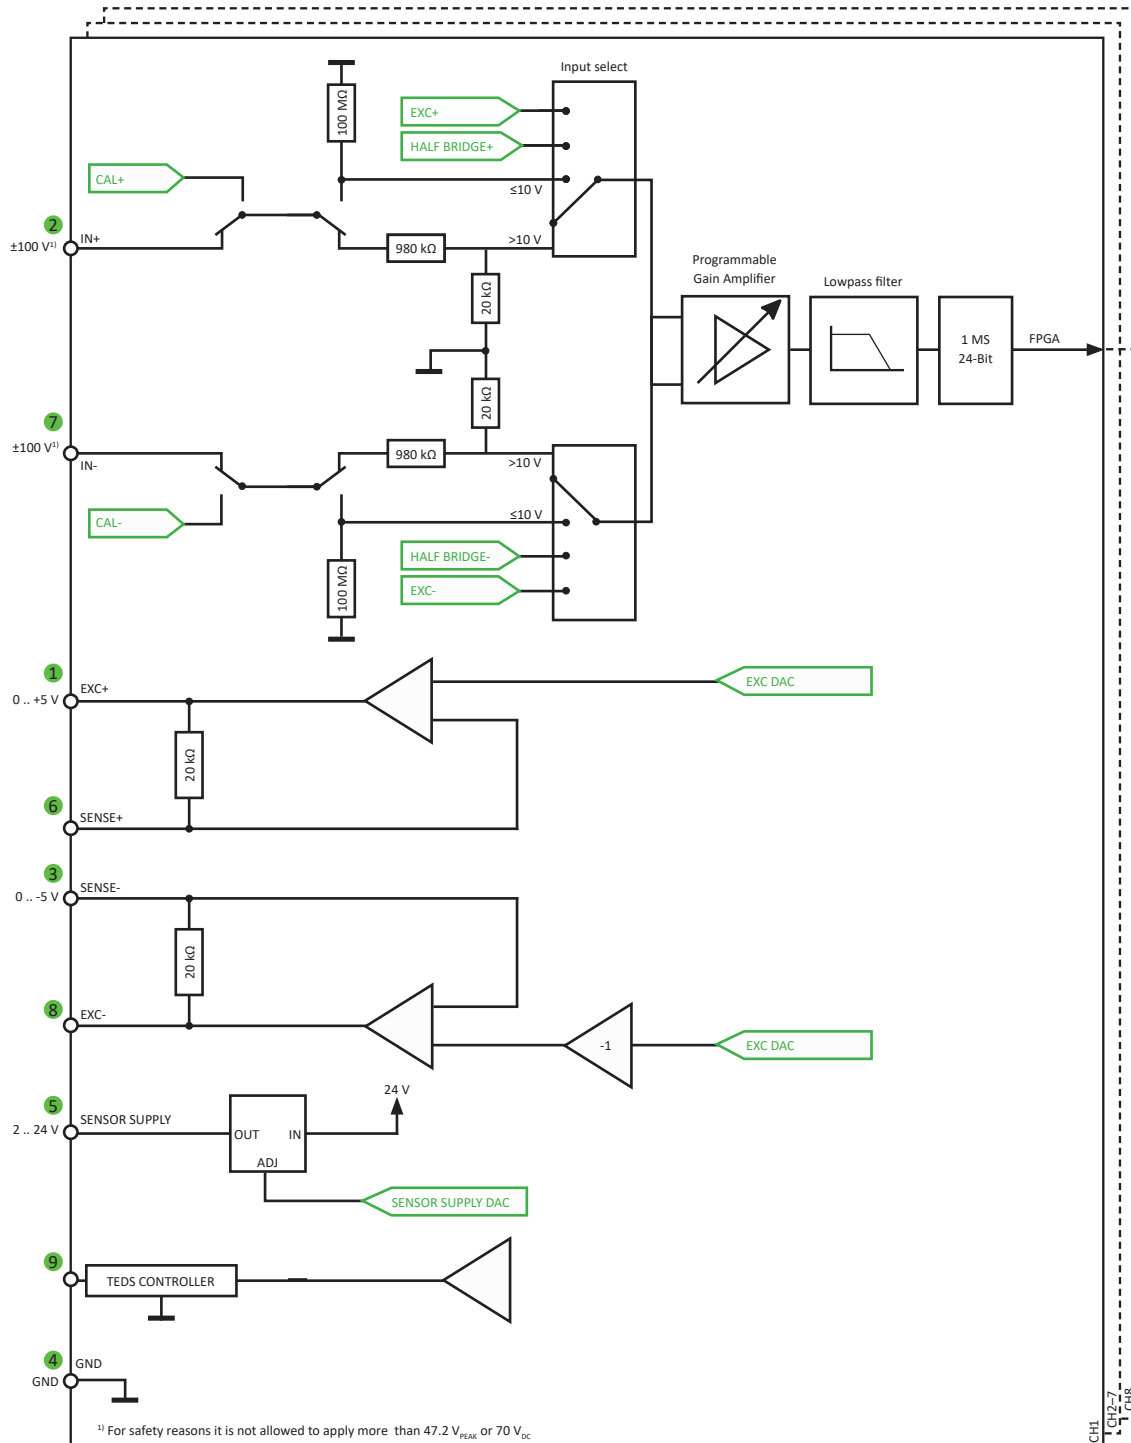 Input select
100 MΩ
EXC+
HALF BRIDGE+
CAL+
≤10 V
2
±100 V1)
IN+
980 kΩ
>10 V
20 kΩ
Programmable
Gain Amplifier
Lowpass filter
1 MS
24-Bit
FPGA
20 kΩ
7
±100 V1)
IN-
980 kΩ
>10 V
≤10 V
CAL-
HALF BRIDGE-
EXC-
100 MΩ
1
EXC+
0 .. +5 V
EXC DAC
20 kΩ
6
SENSE+
3
SENSE-
0 .. -5 V
20 kΩ
8
EXC-
-1
EXC DAC
24 V
5
SENSOR SUPPLY
2 .. 24 V
OUT
IN
ADJ
SENSOR SUPPLY DAC
9
TEDS CONTROLLER
4
GND
GND
1) For safety reasons it is not allowed to apply more than 47.2 VPEAK or 70 VDC
CH1
CH2–7
CH8